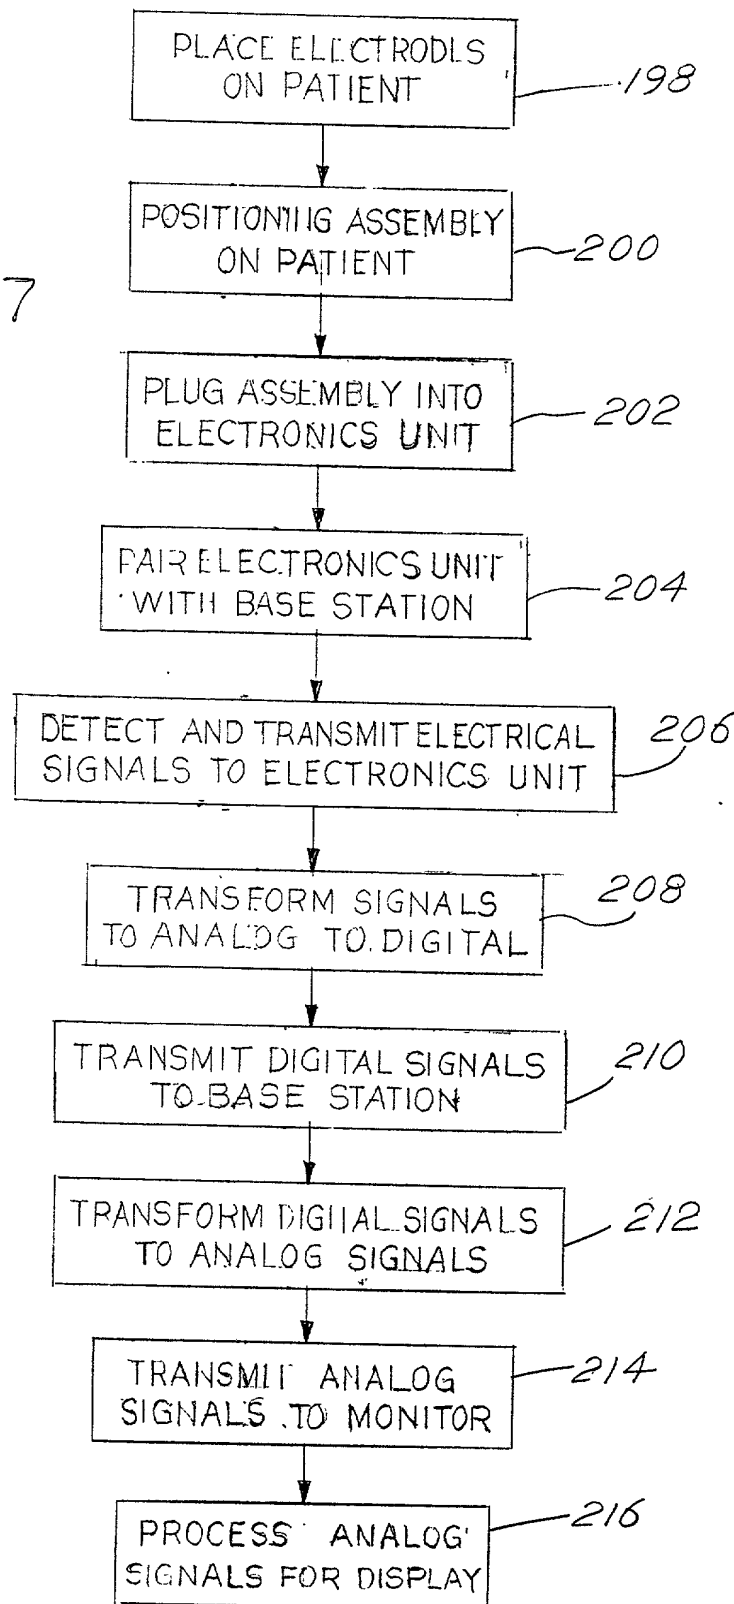 PLACE ELECTRODES
ON PATIENT
198
POSITIONING ASSEMBLY
ON PATIENT
200
7
PLUG ASSEMBLY INTO
ELECTRONICS UNIT
202
PAIR ELECTRONICS UNIT
WITH BASE STATION
204
DETECT AND TRANSMIT ELECTRICAL
SIGNALS TO ELECTRONICS UNIT
206
TRANSFORM SIGNALS
TO ANALOG TO DIGITAL
208
TRANSMIT DIGITAL SIGNALS
TO BASE STATION
210
TRANSFORM DIGITAL SIGNALS
TO ANALOG SIGNALS
212
TRANSMIT ANALOG
SIGNALS TO MONITOR
214
PROCESS ANALOG
SIGNALS FOR DISPLAY
216